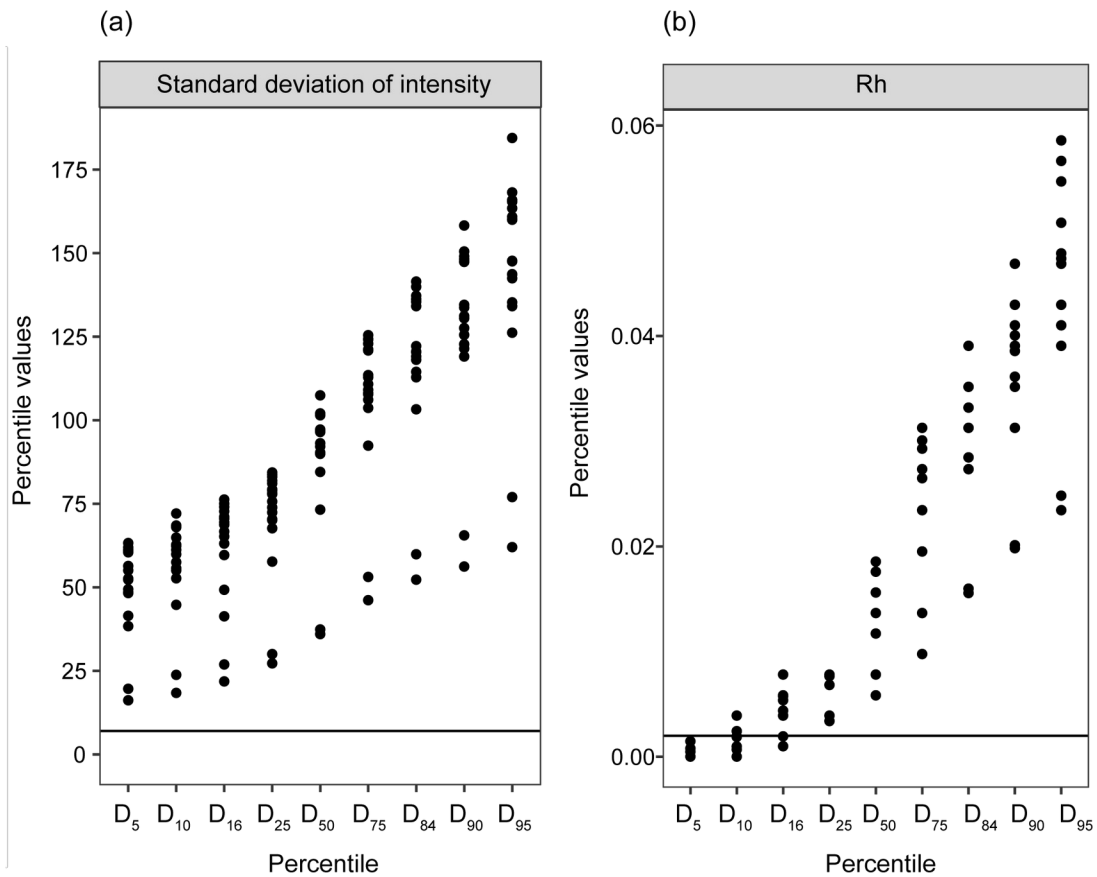 (a)
Standard deviation of intensity
175
150
125
100
75
50
25
0
Percentile values
D5 D10 D16 D25 D50 D75 D84 D90 D95
Percentile
(b)
Rh
0.06
0.04
0.02
0.00
Percentile values
D5 D10 D16 D25 D50 D75 D84 D90 D95
Percentile